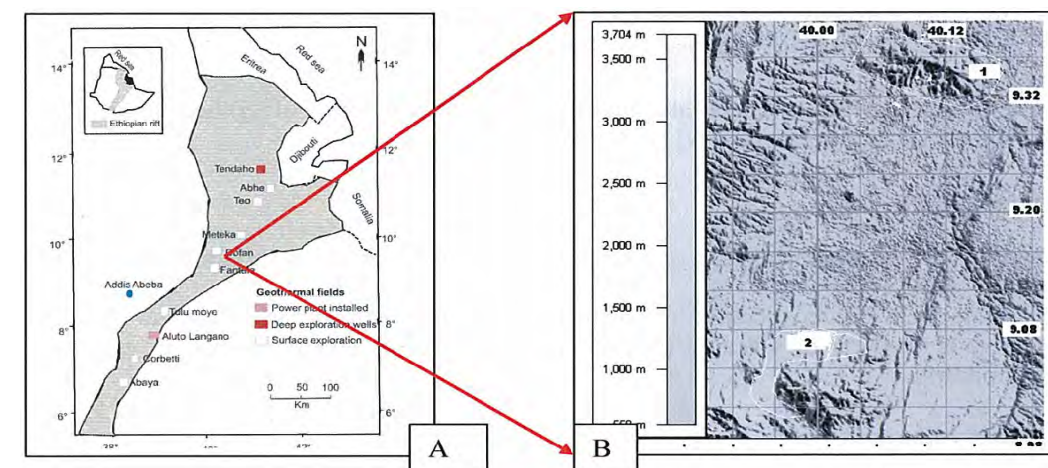 N
Red sea
Ethiopian rift
Eritrea
Red sea
14°
14°
Djibouti
12°
12°
Tendaho
Abhe
Teo
Somalia
Meteka
10°
10°
Dofan
Fantale
Addis Abeba
Geothermal fields
Power plant installed
Deep exploration wells
Surface exploration
Tulu moye
8°
8°
Aluto Langano
Corbetti
Abaya
0 50 100
Km
6°
6°
A
3,704 m
3,500 m
3,000 m
2,500 m
2,000 m
1,500 m
1,000 m
40.00
40.12
1
9.32
9.20
9.08
2
B